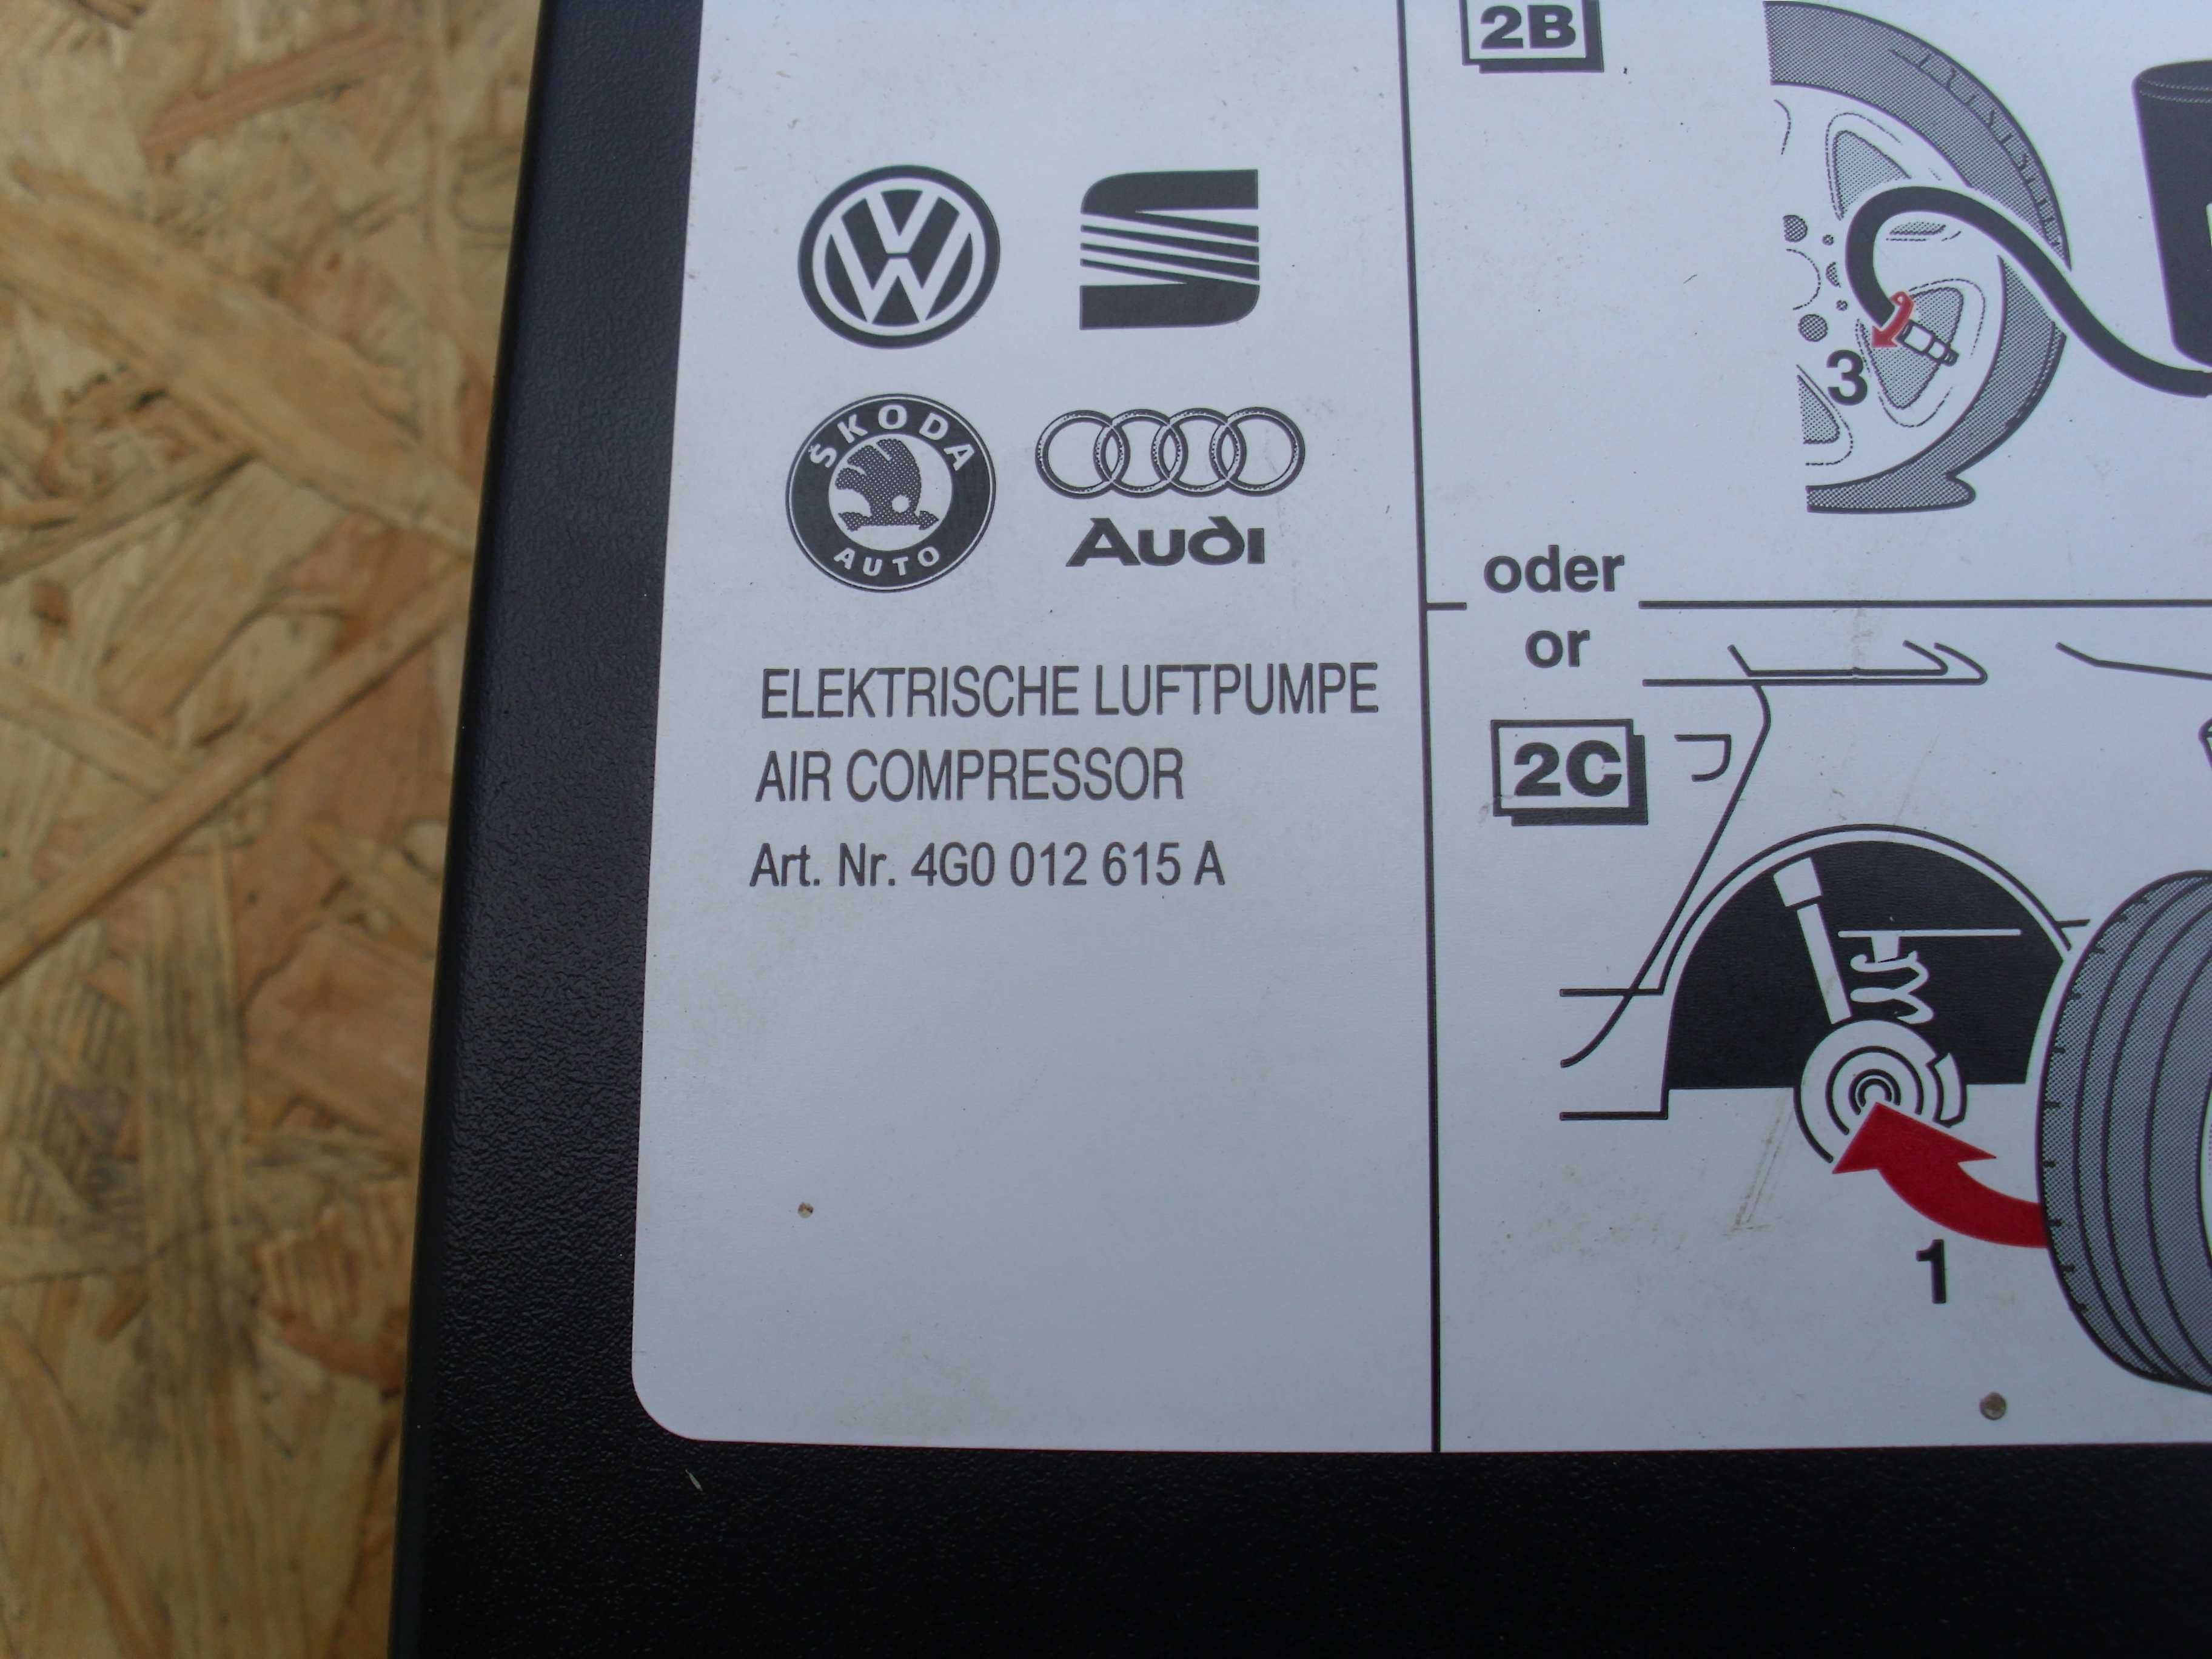 ŠKODA
AUTO
Audi
ELEKTRISCHE LUFTPUMPE
AIR COMPRESSOR
Art. Nr. 4G0 012 615 A
2B
3
oder
or
2C
1